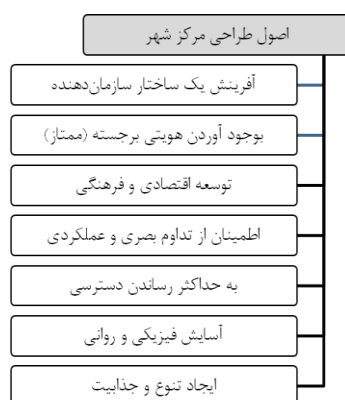 اصول طراحی مرکز شهر
آفرینش یک ساختار سازمان‌دهنده
بوجود آوردن هویتی برجسته (ممتاز)
توسعه اقتصادی و فرهنگی
اطمینان از تداوم بصری و عملکردی
به حداکثر رساندن دسترسی
آسایش فیزیکی و روانی
ایجاد تنوع و جذابیت